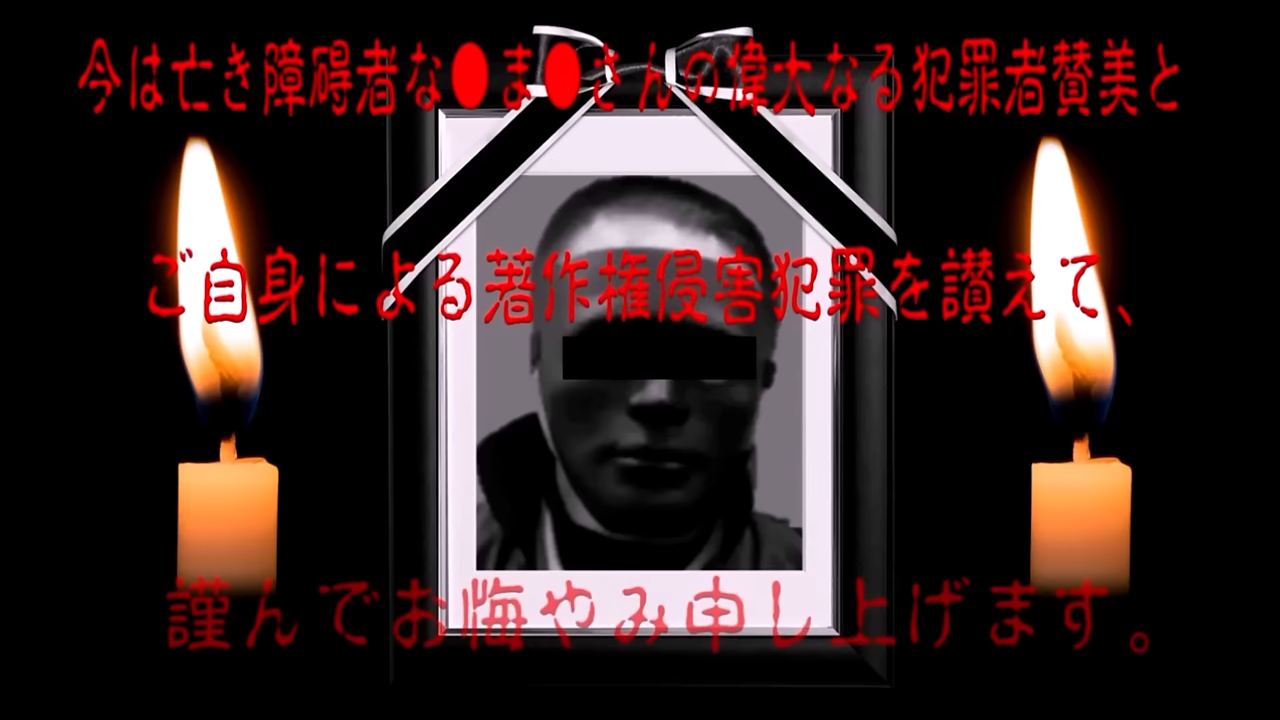 今は亡き障碍者な●ま●さんの偉大なる犯罪者賛美と
ご自身による著作権侵害犯罪を讃えて、
謹んでお悔やみ申し上げます。